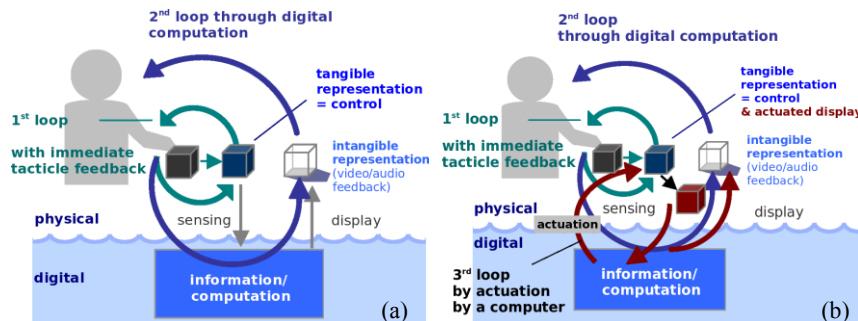 2nd loop through digital
computation
tangible
representation
= control
1st loop
with immediate
tacticle feedback
intangible
representation
(video/audio
feedback)
sensing
display
physical
digital
information/
computation
(a)
2nd loop
through digital computation
tangible
representation
= control
& actuated display
1st loop
with immediate
tacticle feedback
intangible
representation
(video/audio
feedback)
sensing
display
physical
actuation
digital
3rd loop
by actuation
by a computer
information/
computation
(b)